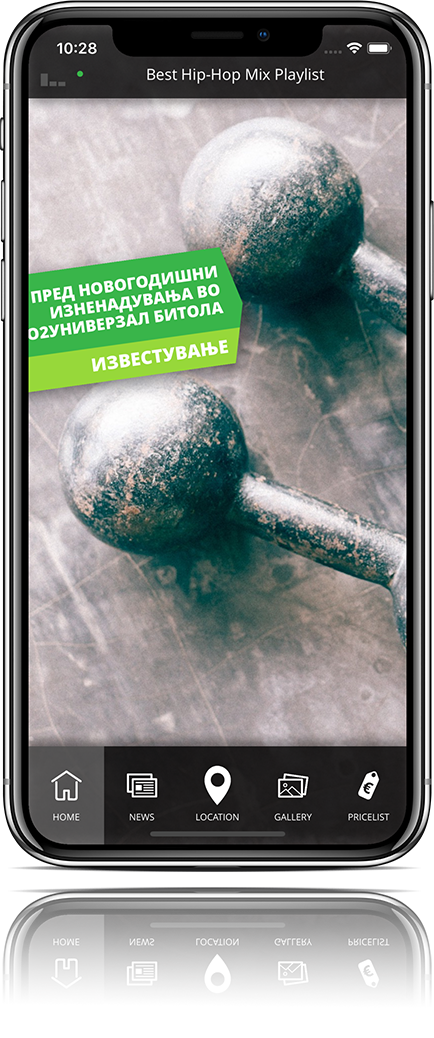 10:28
Best Hip-Hop Mix Playlist
ПРЕД НОВОГОДИШНИ
ИЗНЕНАДУВАЊА ВО
О2УНИВЕРЗАЛ БИТОЛА
ИЗВЕСТУВАЊЕ
HOME
NEWS
LOCATION
GALLERY
PRICELIST